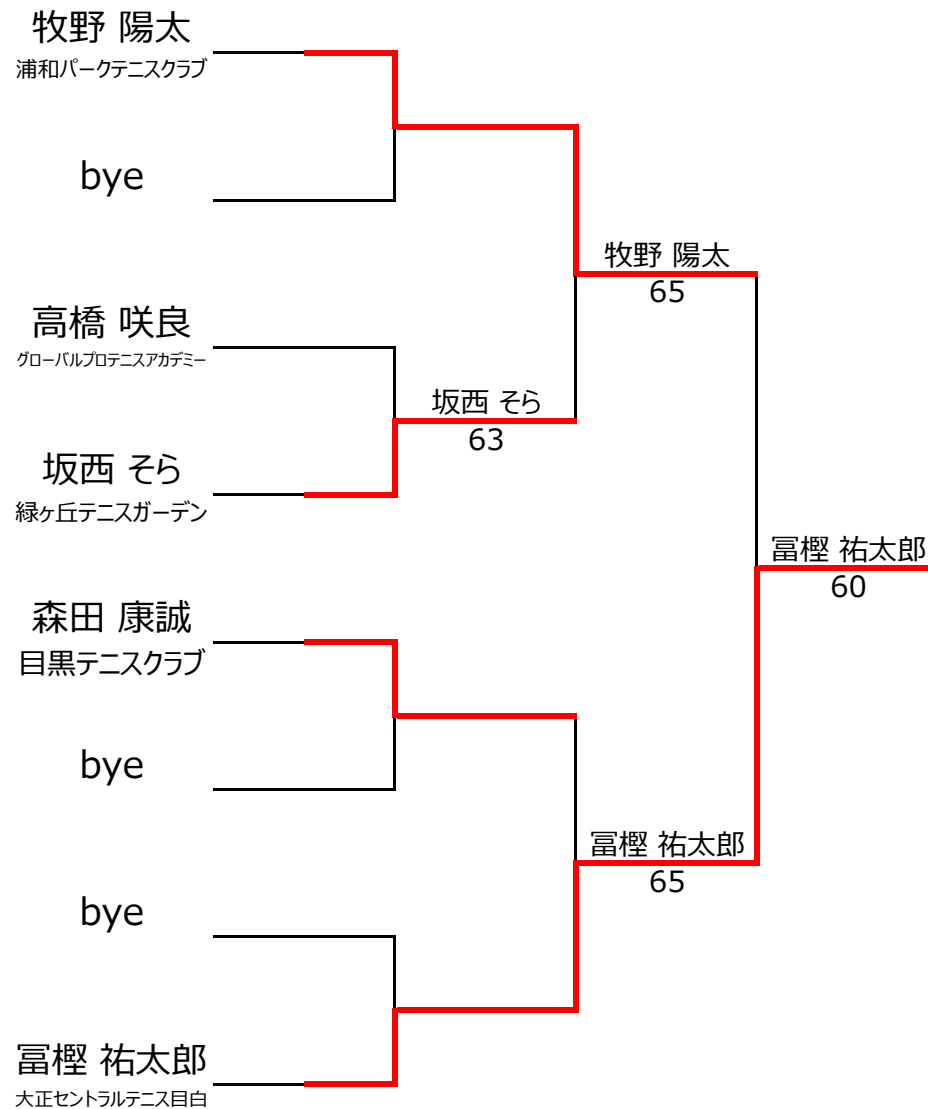 牧野 陽太
浦和パークテニスクラブ
bye
牧野 陽太
65
高橋 咲良
グローバルプロテニスアカデミー
坂西 そら
63
坂西 そら
緑ヶ丘テニスガーデン
冨樫 祐太郎
60
森田 康誠
目黒テニスクラブ
bye
冨樫 祐太郎
65
bye
冨樫 祐太郎
大正セントラルテニス目白